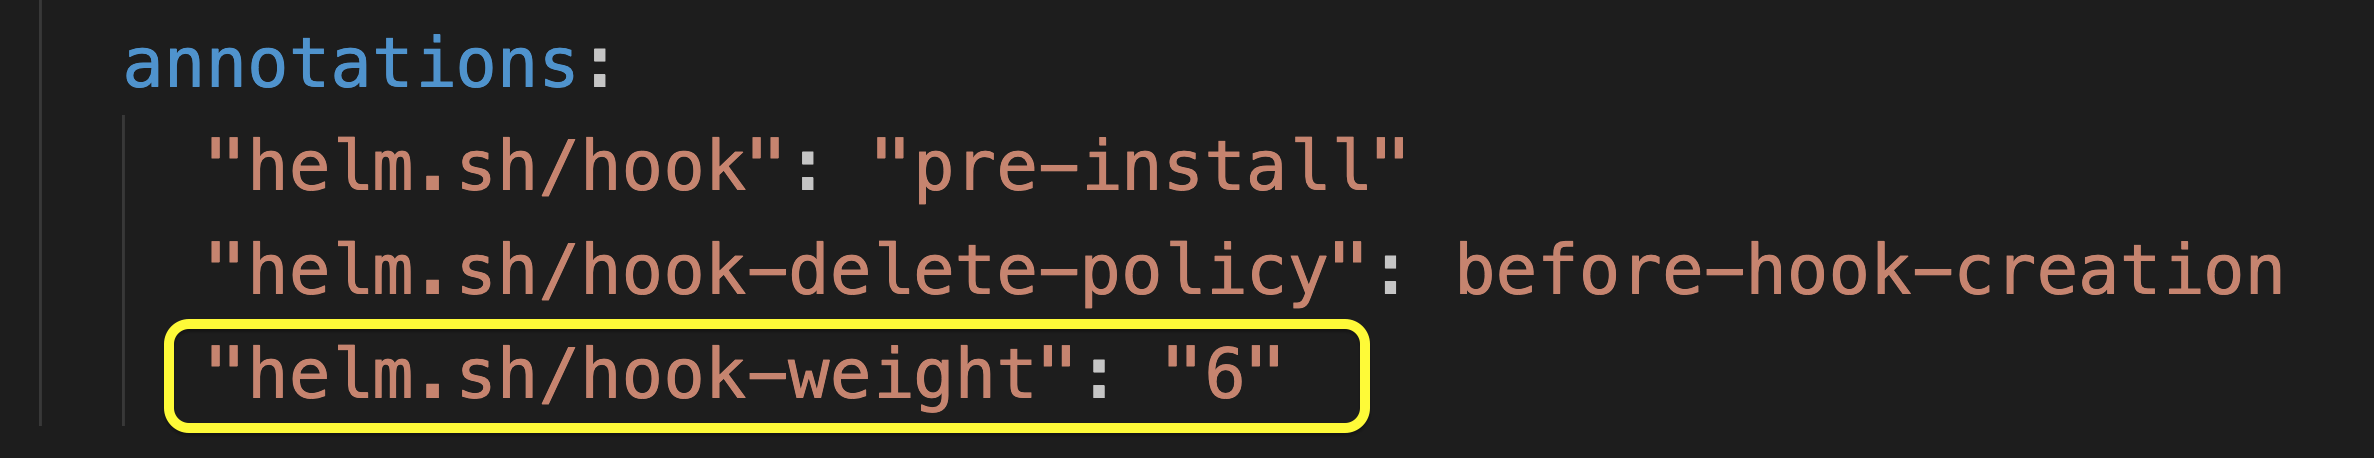 annotations:
"helm.sh/hook": "pre-install"
"helm.sh/hook-delete-policy": before-hook-creation
"helm.sh/hook-weight": "6"